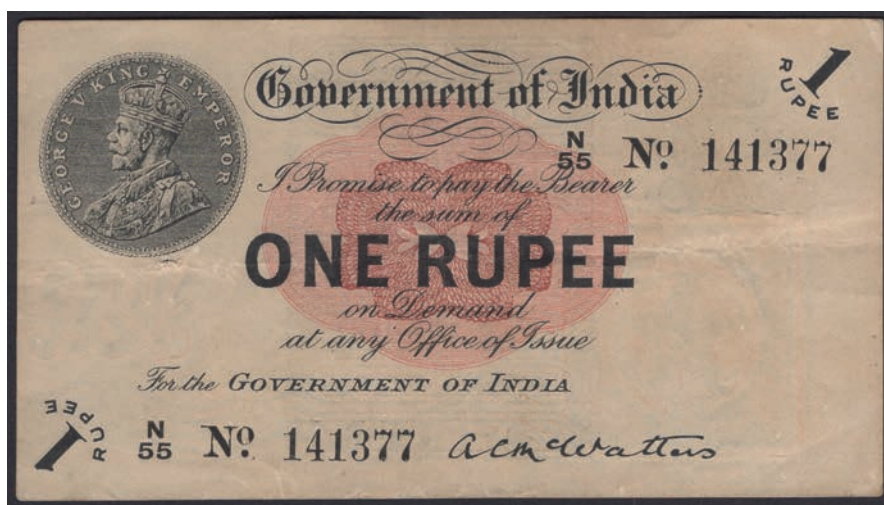 GEORGE V KING EMPEROR
Government of India
1 RUPEE
N/55 No. 141377
I Promise to pay the Bearer
the sum of
ONE RUPEE
on Demand
at any Office of Issue
For the GOVERNMENT OF INDIA
1 RUPEE
N/55 No. 141377 A C McWatters